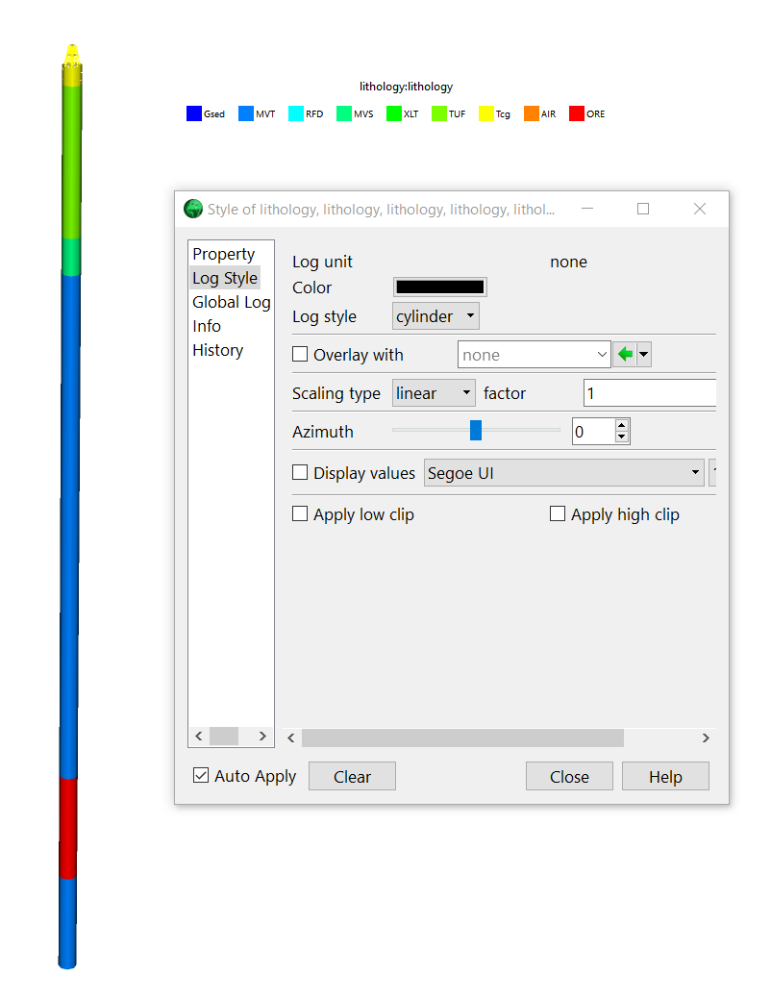 lithology:lithology
Gsed MVT RFD MVS XLT TUF Tcg AIR ORE
Style of lithology, lithology, lithology, lithology, lithol...
Property
Log Style
Global Log
Info
History
Log unit none
Color
Log style cylinder
Overlay with none
Scaling type linear factor 1
Azimuth 0
Display values Segoe UI
Apply low clip Apply high clip
Auto Apply Clear Close Help